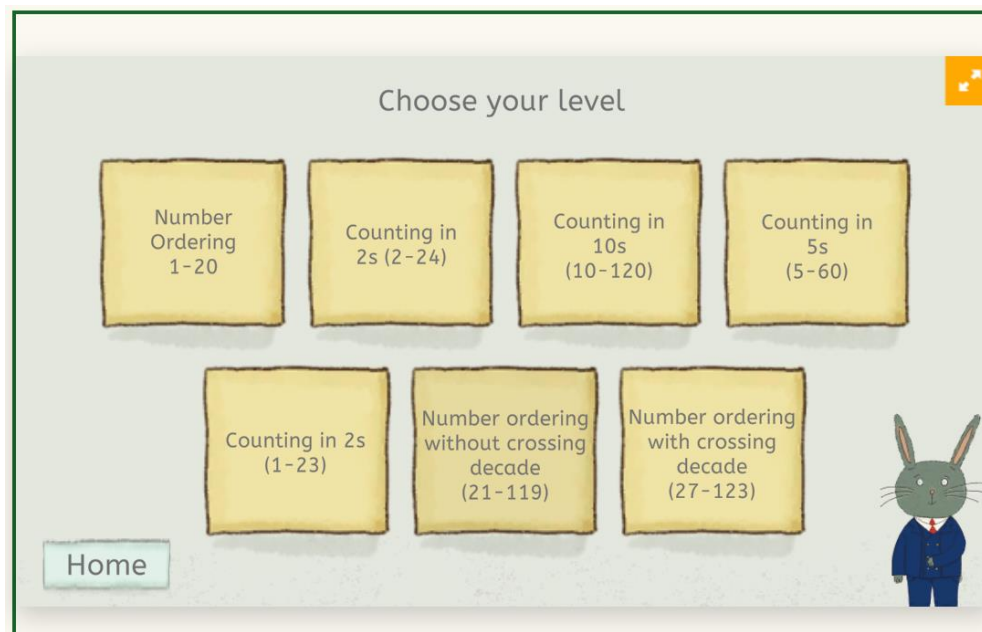 Choose your level
Number
Ordering
1-20
Counting in
2s (2-24)
Counting in
10s
(10-120)
Counting in
5s
(5-60)
Counting in 2s
(1-23)
Number ordering
without crossing
decade
(21-119)
Number ordering
with crossing
decade
(27-123)
Home